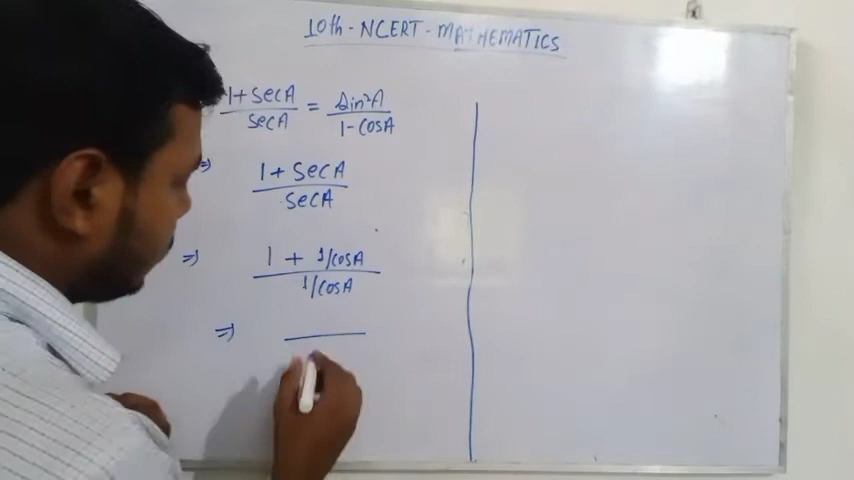 10th - NCERT - MATHEMATICS
1 + SecA / SecA = Sin²A / 1 - CosA
⇒ 1 + SecA / SecA
⇒ 1 + 1/CosA / 1/CosA
⇒